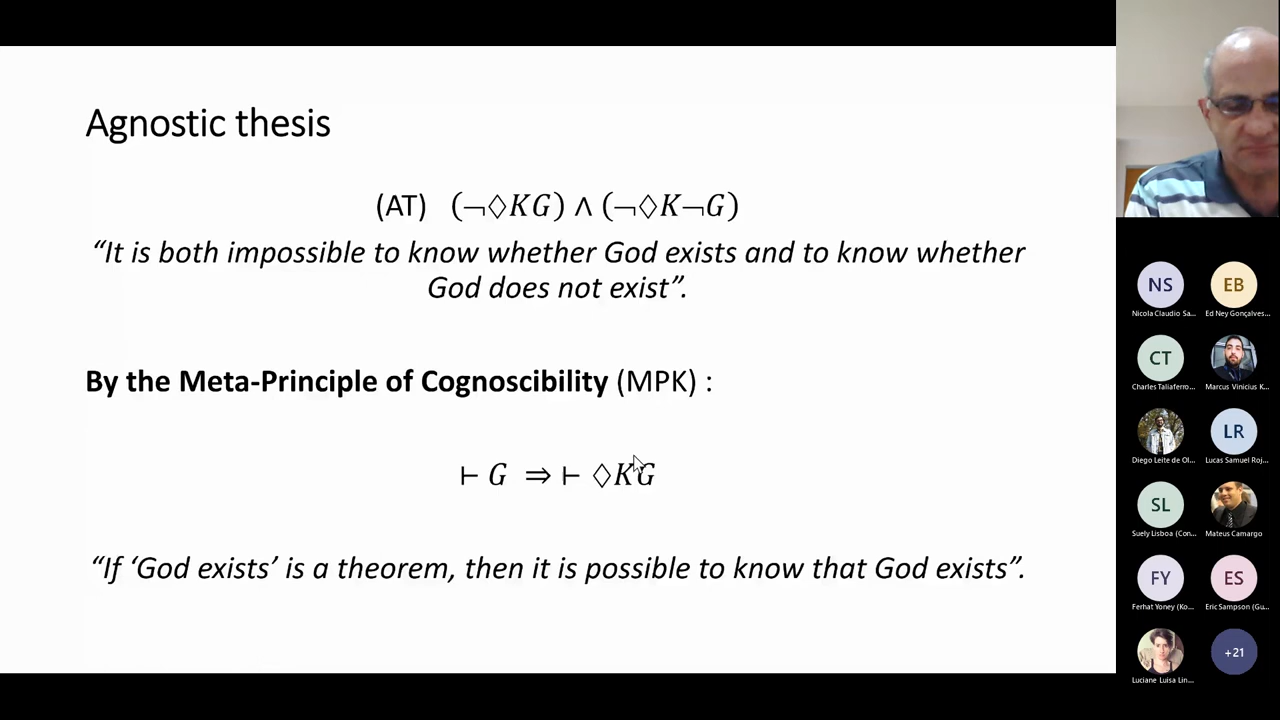 Agnostic thesis
(AT) (¬◇KG) ∧ (¬◇K¬G)
“It is both impossible to know whether God exists and to know whether
God does not exist”.
By the Meta-Principle of Cognoscibility (MPK) :
⊢ G ⇒ ⊢ ◇KG
“If ‘God exists’ is a theorem, then it is possible to know that God exists”.
NS EB
Nicola Claudio Sa... Ed Ney Gonçalves...
CT
Charles Taliaferro... Marcus Vinicius K...
LR
Diego Leite de Ol... Lucas Samuel Roj...
SL
Suely Lisboa (Con... Mateus Camargo
FY ES
Ferhat Yoney (Ko... Eric Sampson (Gu...
+21
Luciane Luisa Lin...